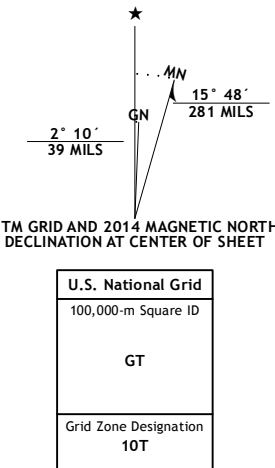 MN
GN
15° 48´
281 MILS
2° 10´
39 MILS
TM GRID AND 2014 MAGNETIC NORTH
DECLINATION AT CENTER OF SHEET
U.S. National Grid
100,000-m Square ID
GT
Grid Zone Designation
10T